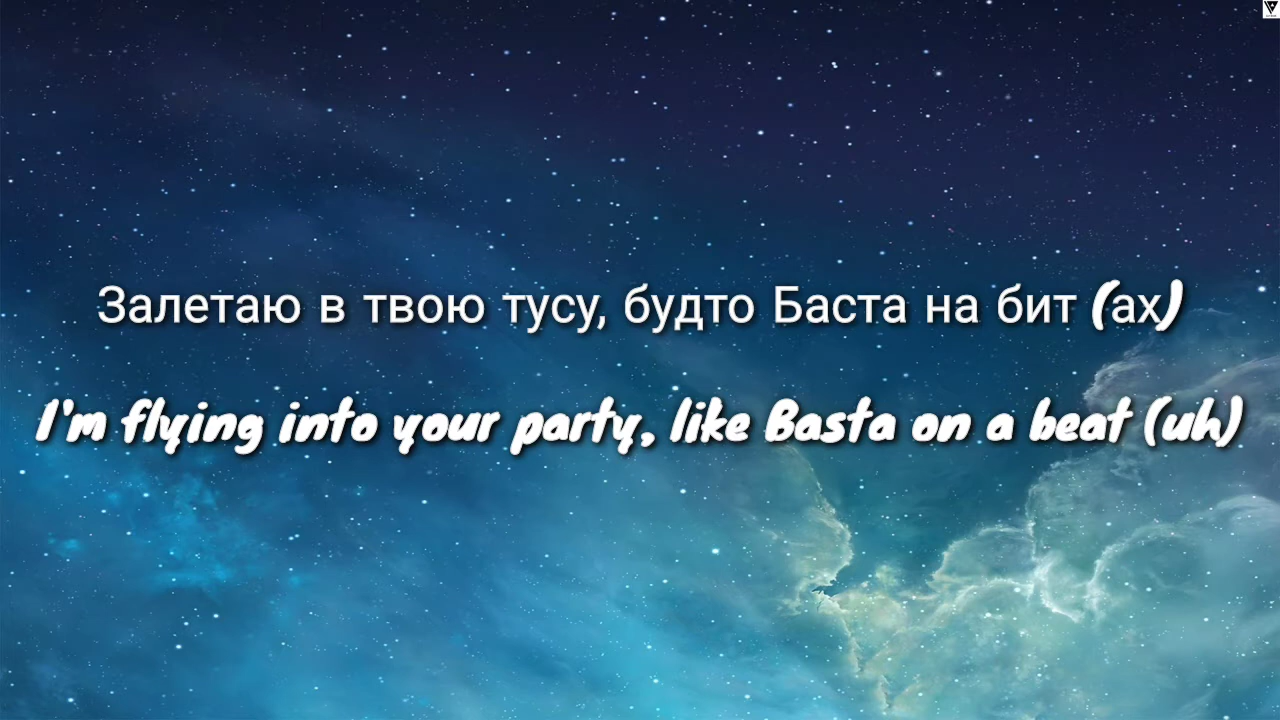 Залетаю в твою тусу, будто Баста на бит (ах)
I'm flying into your party, like Basta on a beat (uh)